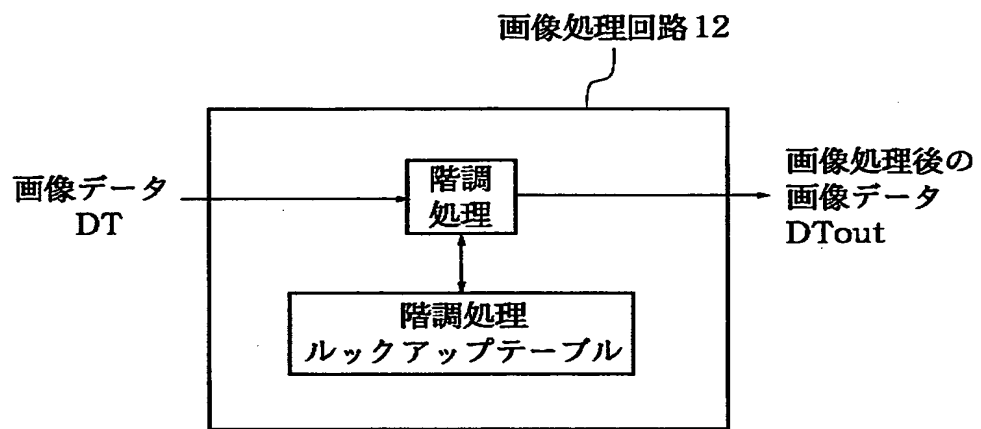 画像処理回路12
画像データ
DT
階調
処理
画像処理後の
画像データ
DTout
階調処理
ルックアップテーブル